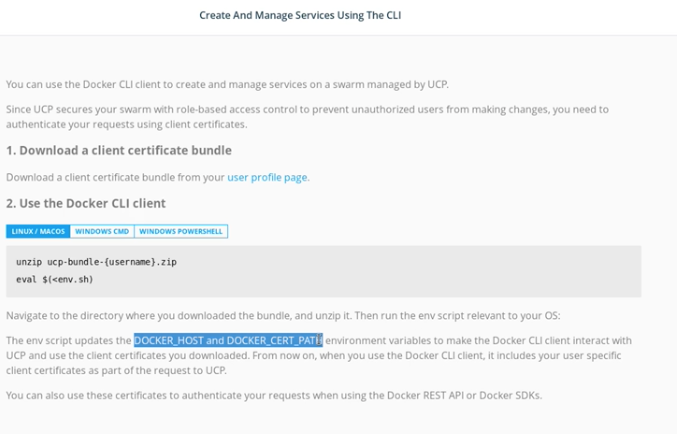 Create And Manage Services Using The CLI
You can use the Docker CLI client to create and manage services on a swarm managed by UCP.
Since UCP secures your swarm with role-based access control to prevent unauthorized users from making changes, you need to
authenticate your requests using client certificates.
1. Download a client certificate bundle
Download a client certificate bundle from your user profile page.
2. Use the Docker CLI client
LINUX / MACOS WINDOWS CMD WINDOWS POWERSHELL
unzip ucp-bundle-{username}.zip
eval $(<env.sh)
Navigate to the directory where you downloaded the bundle, and unzip it. Then run the env script relevant to your OS:
The env script updates the DOCKER_HOST and DOCKER_CERT_PATH environment variables to make the Docker CLI client interact with
UCP and use the client certificates you downloaded. From now on, when you use the Docker CLI client, it includes your user specific
client certificates as part of the request to UCP.
You can also use these certificates to authenticate your requests when using the Docker REST API or Docker SDKs.